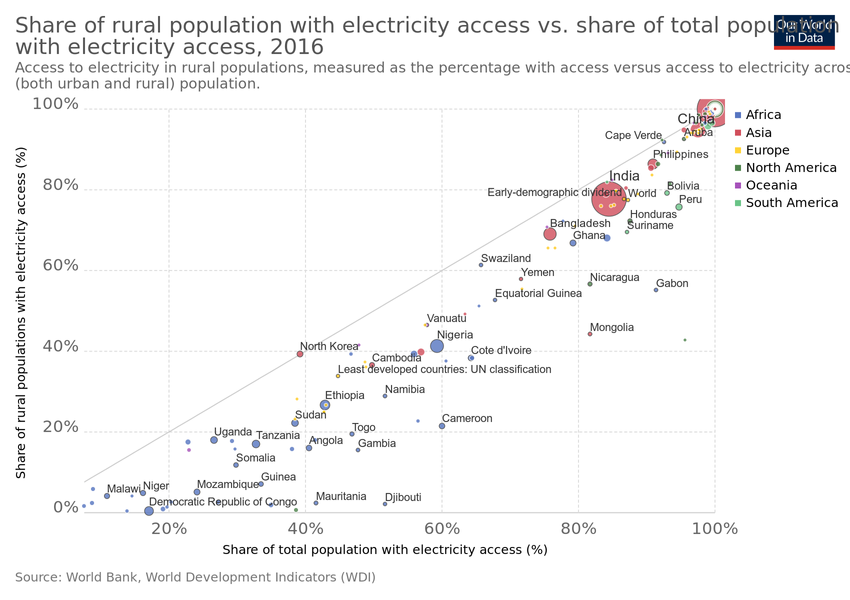 Share of rural population with electricity access vs. share of total population
with electricity access, 2016
Our World
in Data
Access to electricity in rural populations, measured as the percentage with access versus access to electricity acros
(both urban and rural) population.
100%
80%
60%
40%
20%
0%
Share of rural populations with electricity access (%)
China
Cape Verde
Aruba
Philippines
India
Early-demographic dividend
World
Bolivia
Peru
Honduras
Suriname
Bangladesh
Ghana
Swaziland
Yemen
Nicaragua
Gabon
Equatorial Guinea
Vanuatu
Mongolia
Nigeria
North Korea
Cambodia
Cote d'Ivoire
Least developed countries: UN classification
Ethiopia
Namibia
Sudan
Cameroon
Uganda
Tanzania
Togo
Angola
Gambia
Somalia
Guinea
Malawi
Niger
Mozambique
Democratic Republic of Congo
Mauritania
Djibouti
20%
40%
60%
80%
100%
Share of total population with electricity access (%)
Africa
Asia
Europe
North America
Oceania
South America
Source: World Bank, World Development Indicators (WDI)